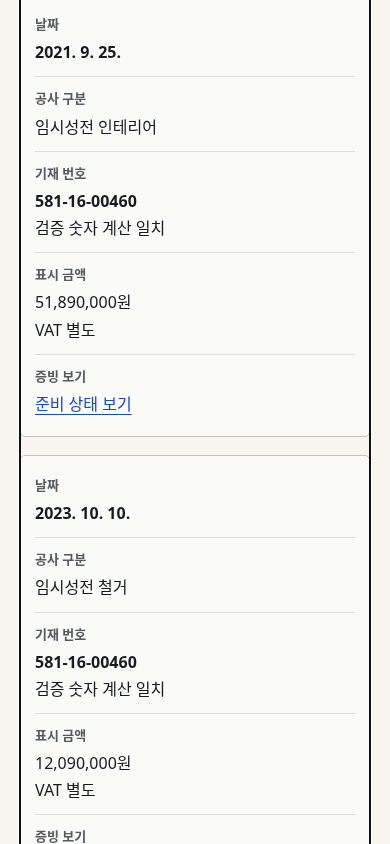 날짜
2021. 9. 25.
공사 구분
임시성전 인테리어
기재 번호
581-16-00460
검증 숫자 계산 일치
표시 금액
51,890,000원
VAT 별도
증빙 보기
준비 상태 보기
날짜
2023. 10. 10.
공사 구분
임시성전 철거
기재 번호
581-16-00460
검증 숫자 계산 일치
표시 금액
12,090,000원
VAT 별도
증빙 보기